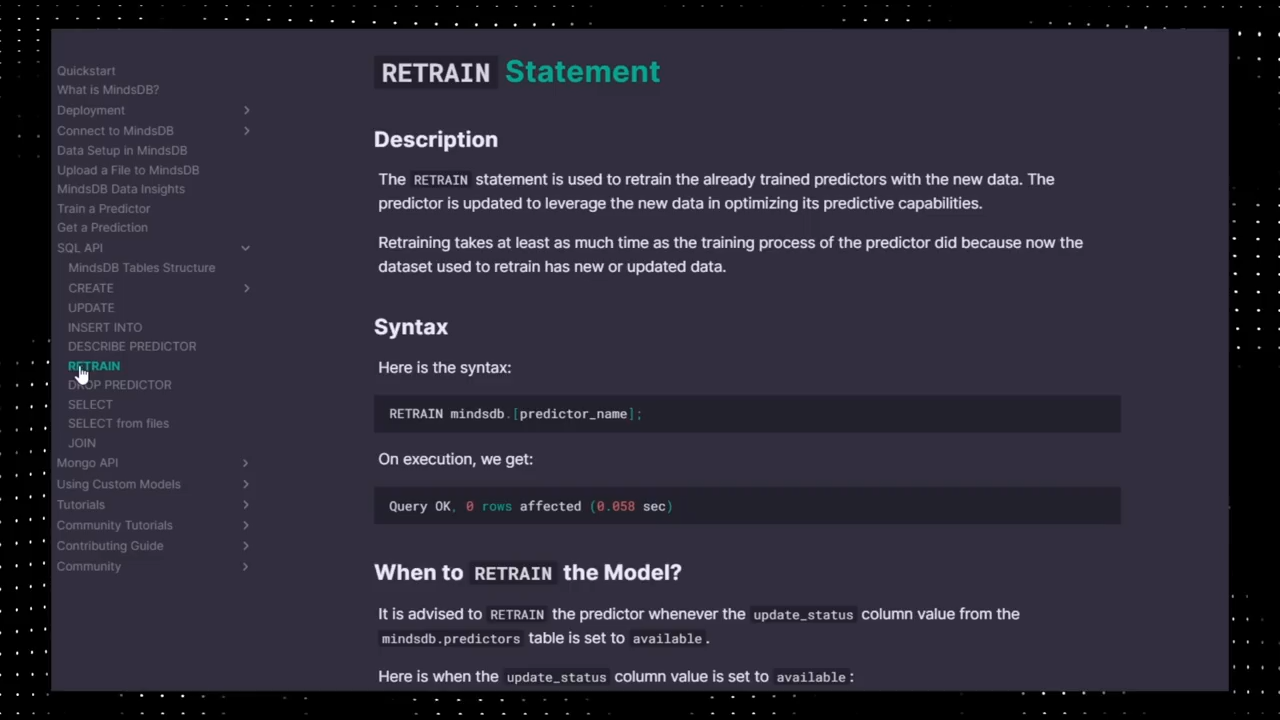 Quickstart
What is MindsDB?
Deployment
Connect to MindsDB
Data Setup in MindsDB
Upload a File to MindsDB
MindsDB Data Insights
Train a Predictor
Get a Prediction
SQL API
MindsDB Tables Structure
CREATE
UPDATE
INSERT INTO
DESCRIBE PREDICTOR
RETRAIN
DROP PREDICTOR
SELECT
SELECT from files
JOIN
Mongo API
Using Custom Models
Tutorials
Community Tutorials
Contributing Guide
Community
RETRAIN Statement
Description
The RETRAIN statement is used to retrain the already trained predictors with the new data. The
predictor is updated to leverage the new data in optimizing its predictive capabilities.
Retraining takes at least as much time as the training process of the predictor did because now the
dataset used to retrain has new or updated data.
Syntax
Here is the syntax:
RETRAIN mindsdb.[predictor_name];
On execution, we get:
Query OK, 0 rows affected (0.058 sec)
When to RETRAIN the Model?
It is advised to RETRAIN the predictor whenever the update_status column value from the
mindsdb.predictors table is set to available.
Here is when the update_status column value is set to available: